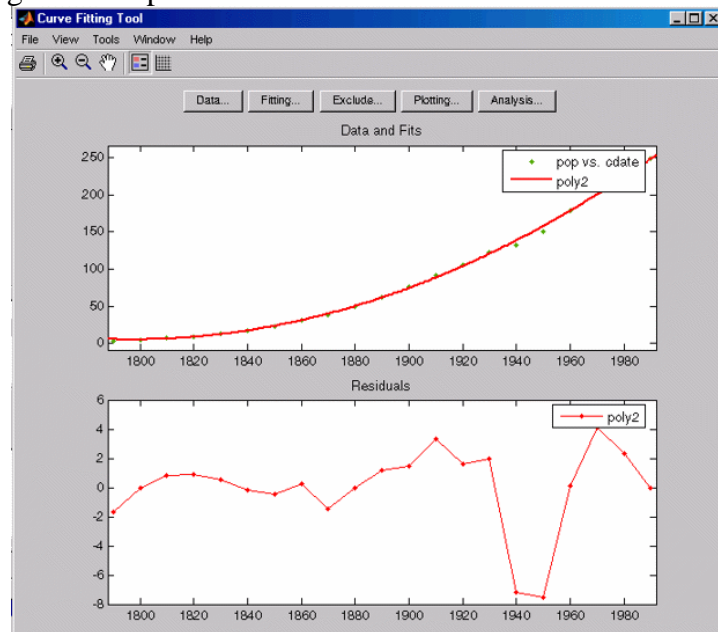 Curve Fitting Tool
File View Tools Window Help
Data... Fitting... Exclude... Plotting... Analysis...
Data and Fits
250
200
150
100
50
0
pop vs. cdate
poly2
1800 1820 1840 1860 1880 1900 1920 1940 1960 1980
Residuals
6
4
2
0
-2
-4
-6
-8
poly2
1800 1820 1840 1860 1880 1900 1920 1940 1960 1980